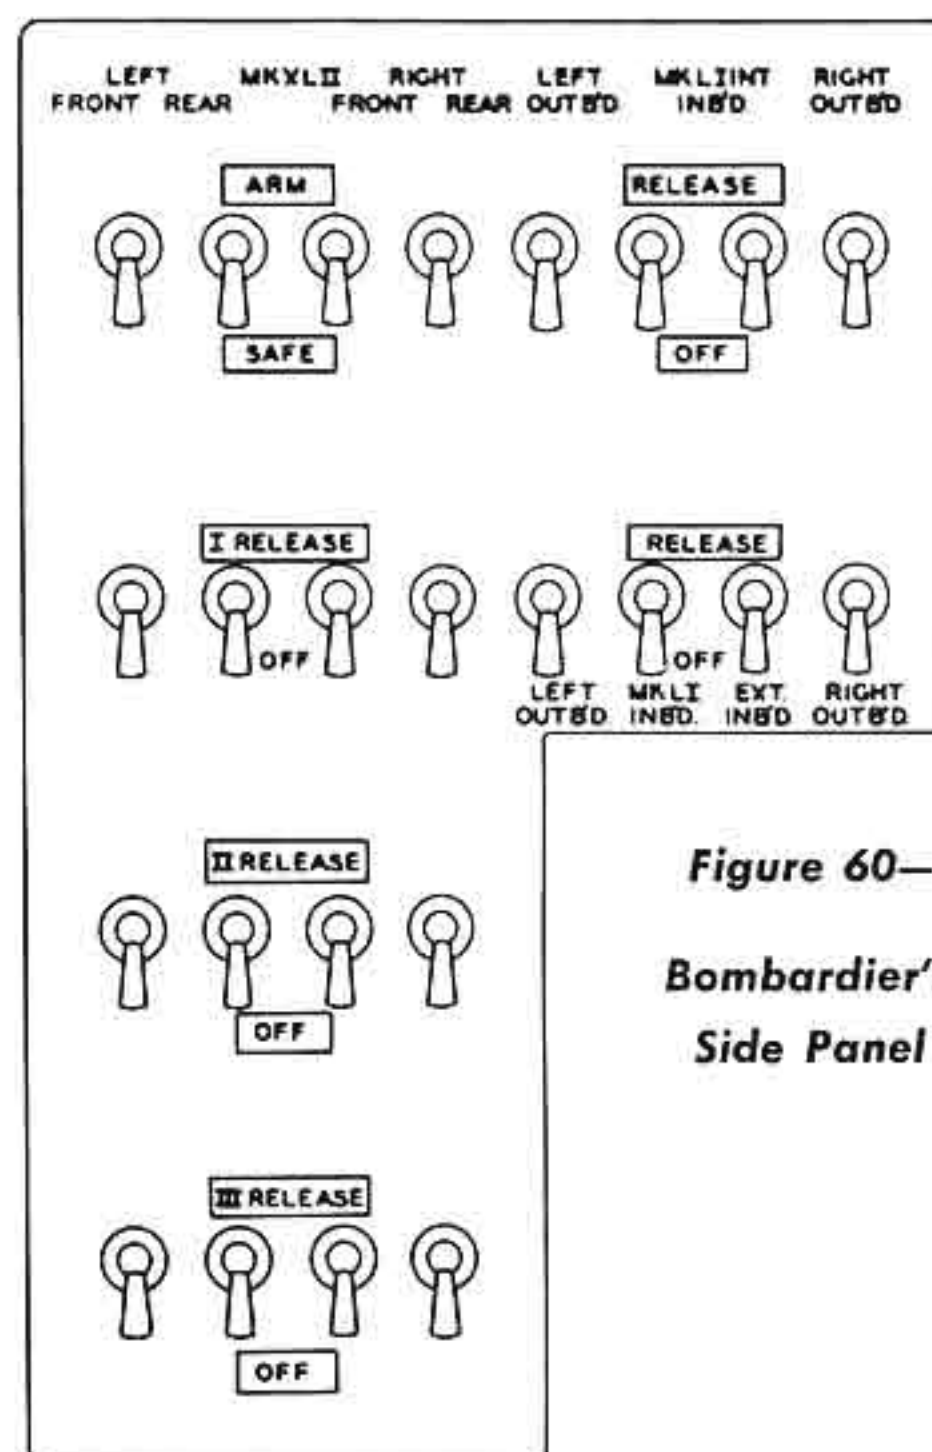 LEFT MKXLII RIGHT LEFT MKLIINT RIGHT
FRONT REAR FRONT REAR OUTB'D INB'D OUTB'D
ARM RELEASE
SAFE OFF
I RELEASE RELEASE
OFF OFF
LEFT MKLI EXT. RIGHT
OUTB'D INB'D. INB'D OUTB'D.
II RELEASE
OFF
III RELEASE
OFF
Figure 60—
Bombardier'
Side Panel